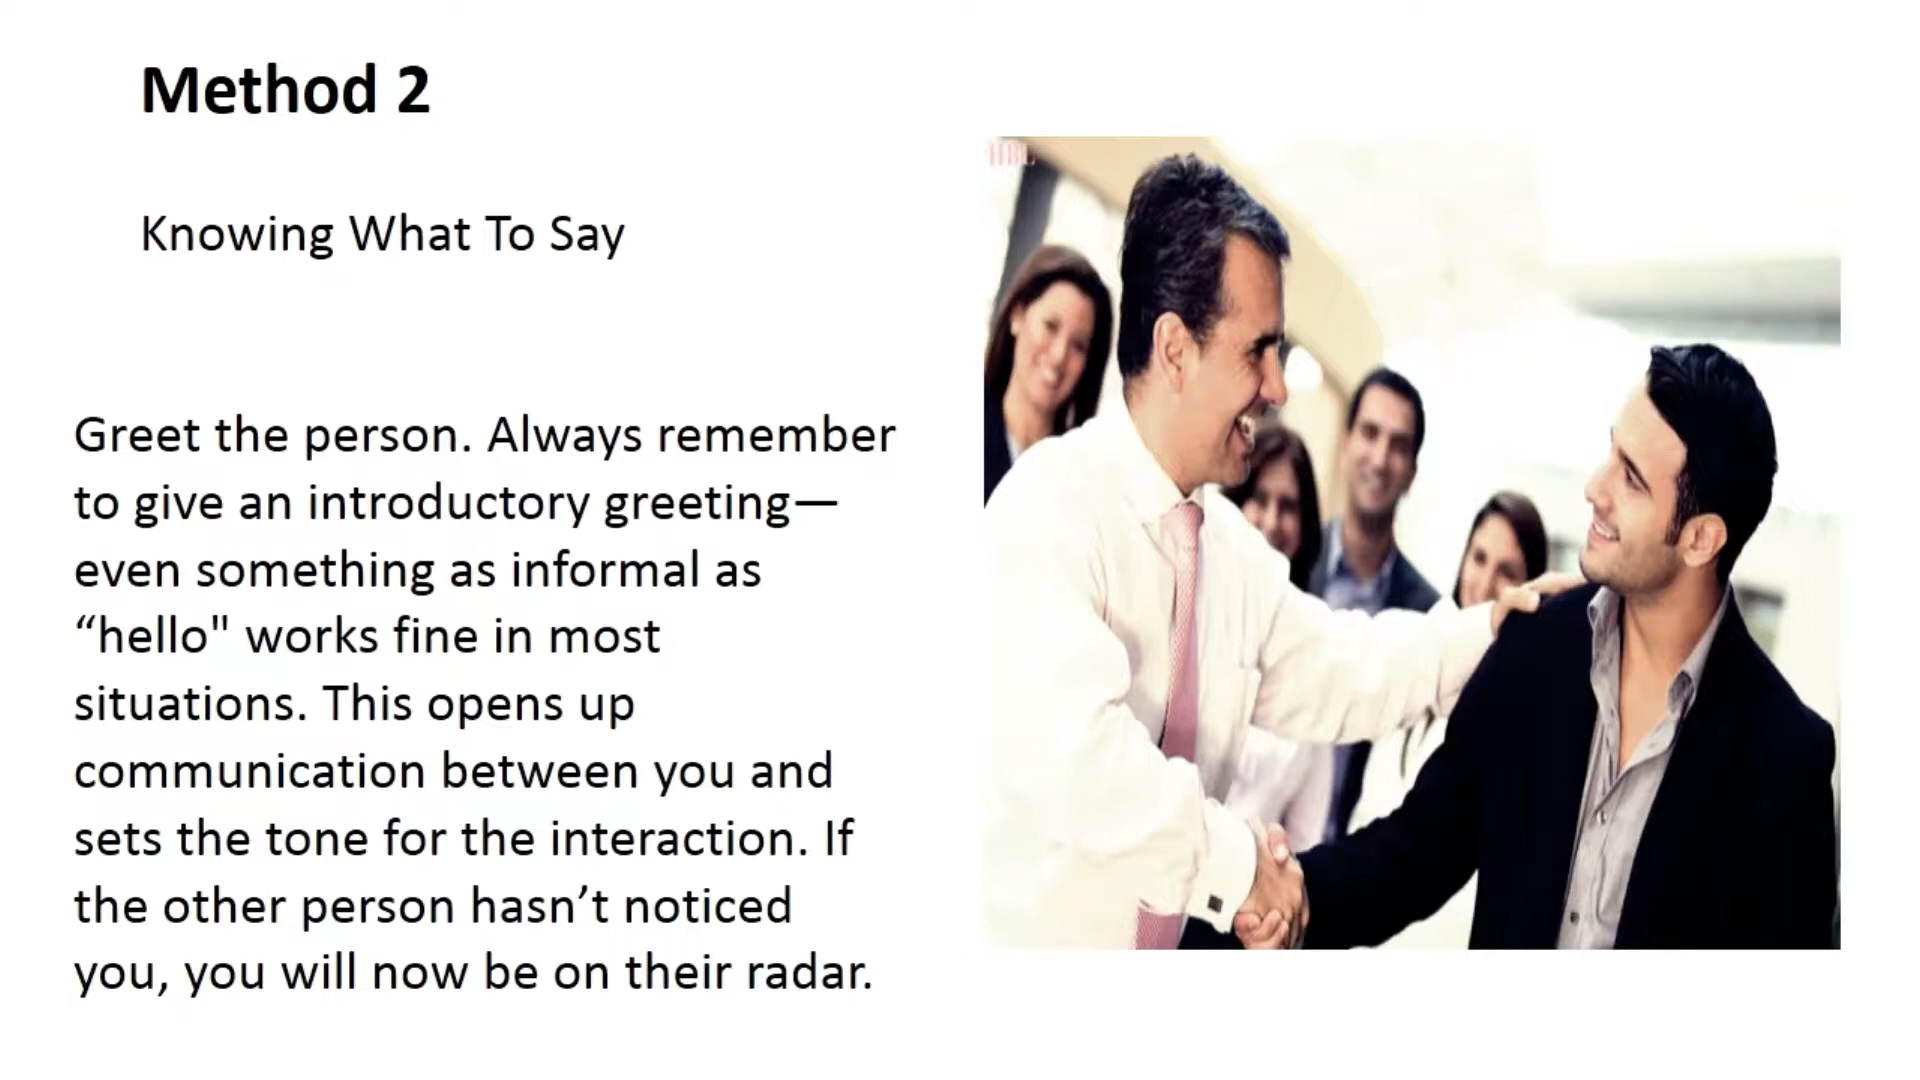 Method 2
Knowing What To Say
Greet the person. Always remember
to give an introductory greeting—
even something as informal as
“hello" works fine in most
situations. This opens up
communication between you and
sets the tone for the interaction. If
the other person hasn’t noticed
you, you will now be on their radar.